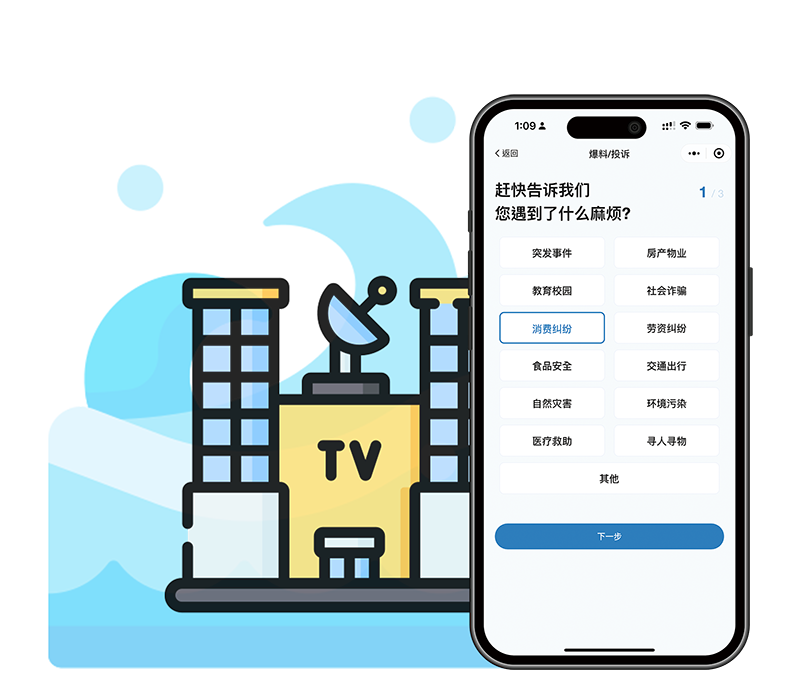 1:09
返回
爆料/投诉
赶快告诉我们
您遇到了什么麻烦?
1 / 3
突发事件
房产物业
教育校园
社会诈骗
消费纠纷
劳资纠纷
食品安全
交通出行
自然灾害
环境污染
医疗救助
寻人寻物
其他
下一步
TV